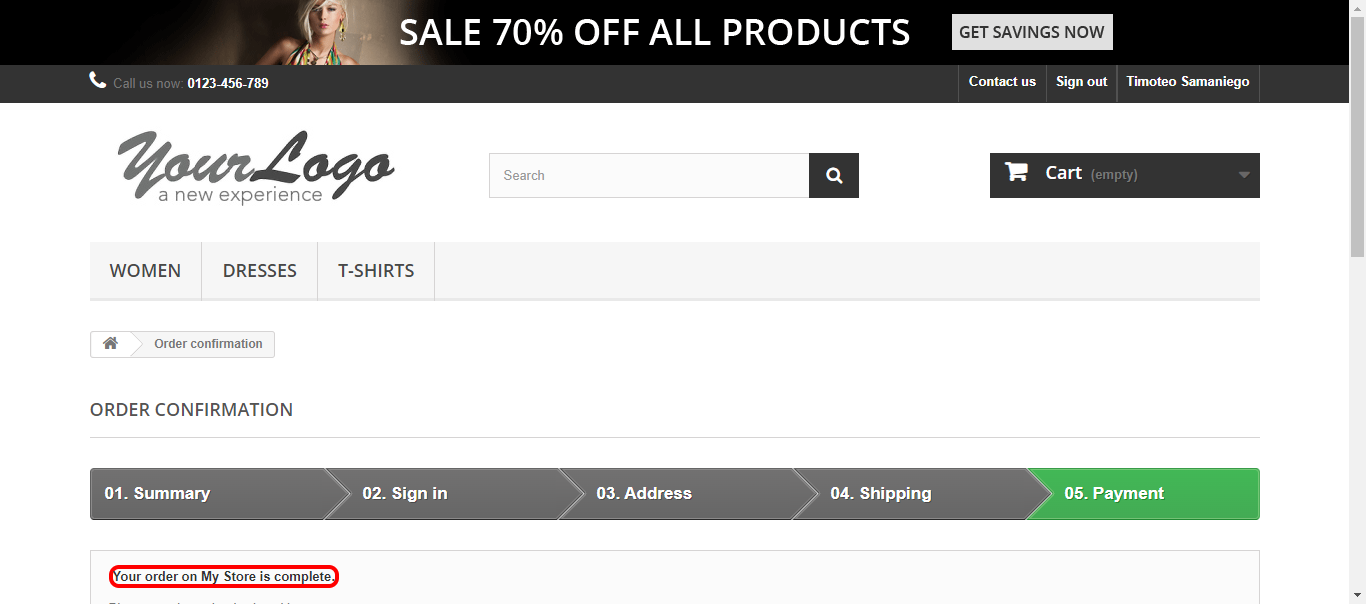 SALE 70% OFF ALL PRODUCTS GET SAVINGS NOW
Call us now: 0123-456-789 Contact us Sign out Timoteo Samaniego
YourLogo
a new experience
Search
Cart (empty)
WOMEN DRESSES T-SHIRTS
Order confirmation
ORDER CONFIRMATION
01. Summary 02. Sign in 03. Address 04. Shipping 05. Payment
Your order on My Store is complete.